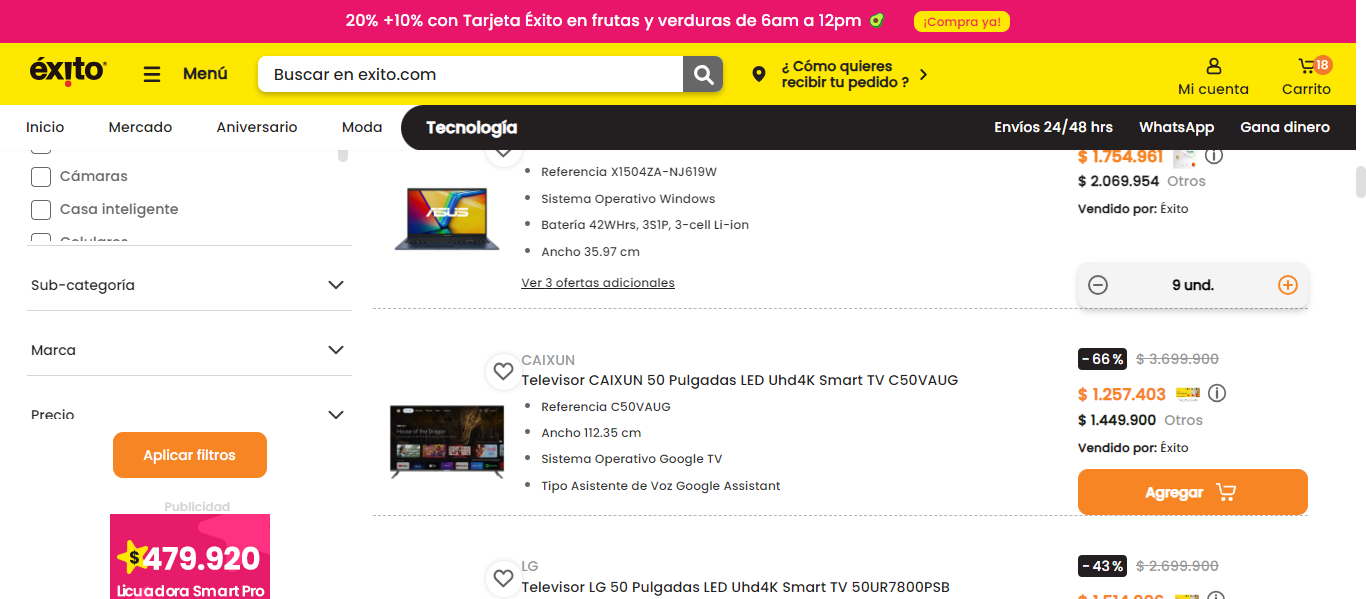 20% +10% con Tarjeta Éxito en frutas y verduras de 6am a 12pm
¡Compra ya!
éxito
Menú
Buscar en exito.com
¿ Cómo quieres
recibir tu pedido ?
Mi cuenta
18
Carrito
Inicio
Mercado
Aniversario
Moda
Tecnología
Envíos 24/48 hrs
WhatsApp
Gana dinero
Cámaras
Casa inteligente
Celulares
Sub-categoría
Marca
Precio
Aplicar filtros
Publicidad
$479.920
Licuadora Smart Pro
ASUS
Referencia X1504ZA-NJ619W
Sistema Operativo Windows
Batería 42WHrs, 3S1P, 3-cell Li-ion
Ancho 35.97 cm
Ver 3 ofertas adicionales
$ 1.754.961
$ 2.069.954 Otros
Vendido por: Éxito
9 und.
CAIXUN
Televisor CAIXUN 50 Pulgadas LED Uhd4K Smart TV C50VAUG
Referencia C50VAUG
Ancho 112.35 cm
Sistema Operativo Google TV
Tipo Asistente de Voz Google Assistant
House of the Dragon
- 66 % $ 3.699.900
$ 1.257.403
$ 1.449.900 Otros
Vendido por: Éxito
Agregar
LG
Televisor LG 50 Pulgadas LED Uhd4K Smart TV 50UR7800PSB
- 43 % $ 2.699.900